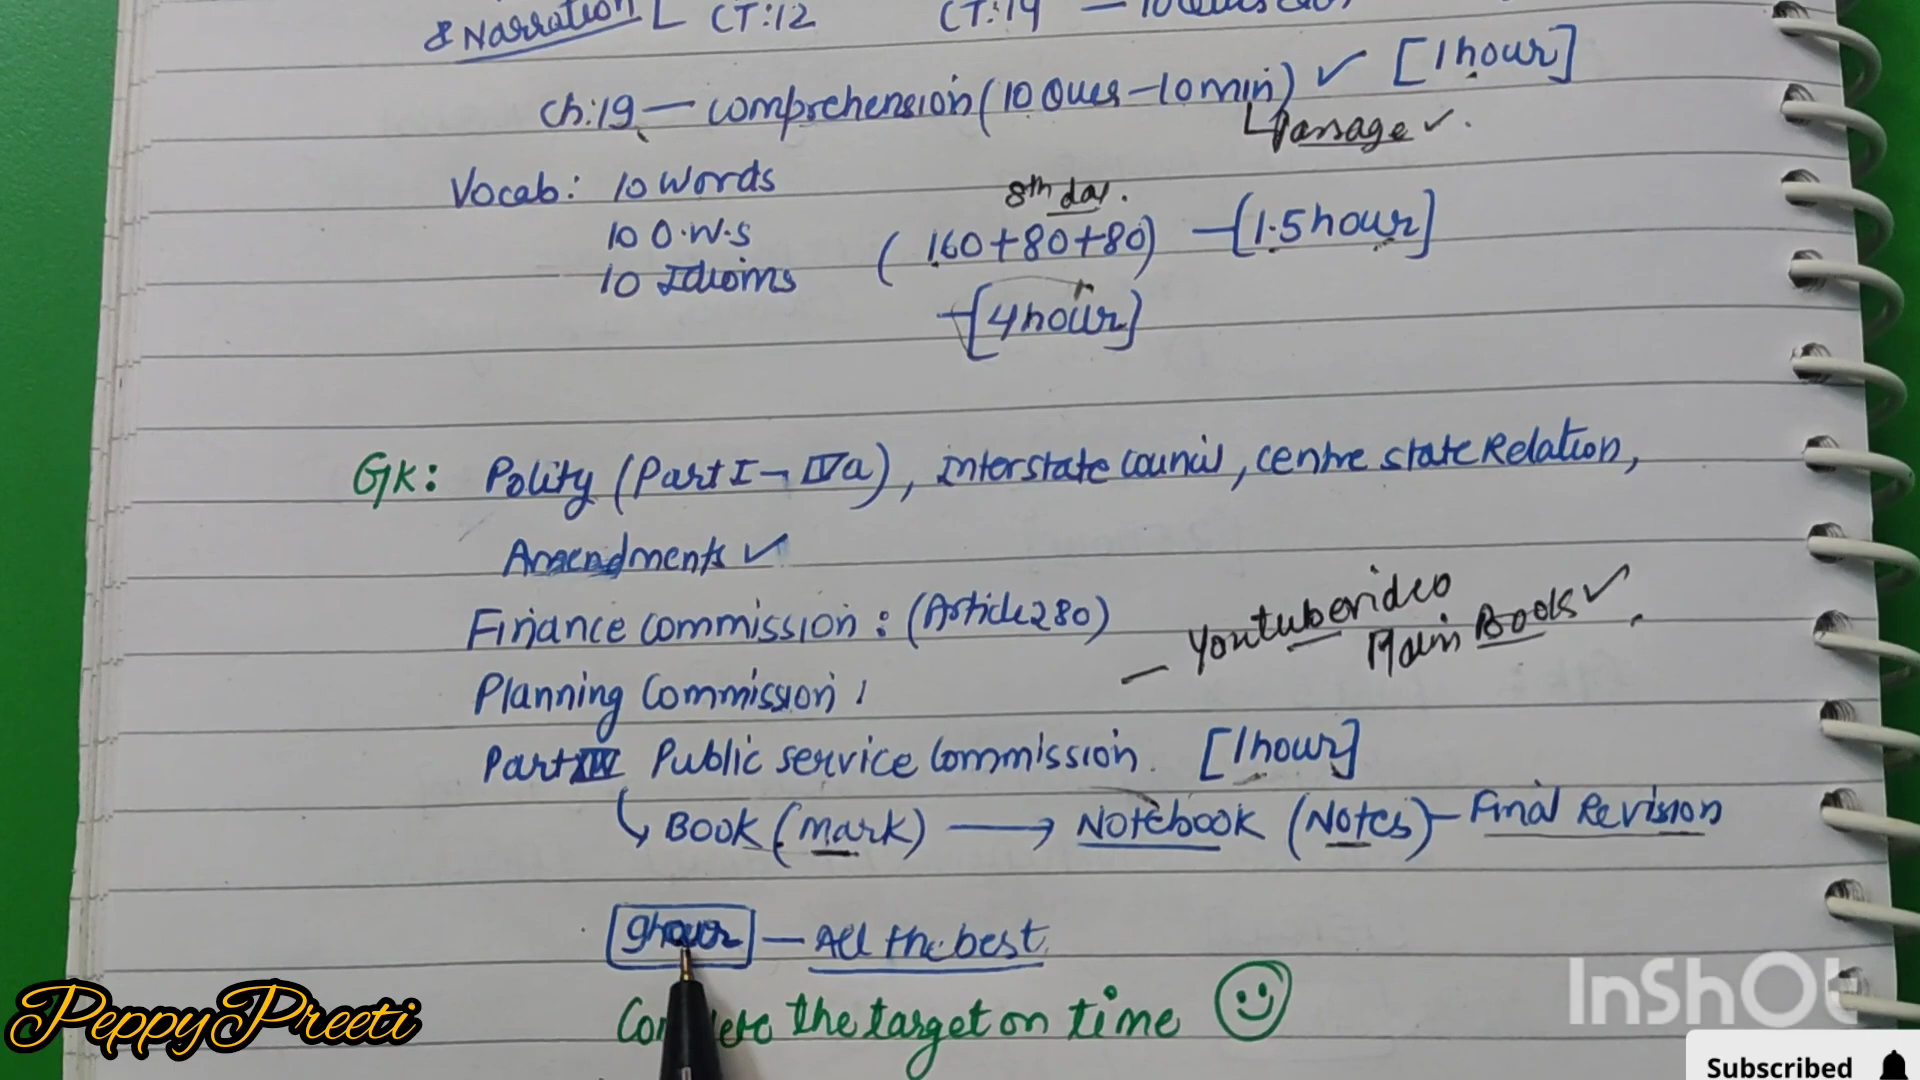 & Narration CT:12 CT:14 — 10
Ch:19 — comprehension (10 Ques – 10 min) ✓ [1 hour]
Passage ✓.
Vocab: 10 words
8th day.
10 O.W.S (160+80+80) — [1.5 hour]
10 Idioms
[4 hour]
GK: Polity (Part I – IVa), interstate council, centre state Relation,
Amendments ✓
Finance commission: (Article 280)
— Youtube video
Main Books ✓
Planning Commission:
Part XIV Public service Commission. [1 hour]
↳ BOOK (mark) → NOTEBOOK (Notes) – Final Revision
9 hour — All the best.
the target on time
PeppyPreeti
InShOt
Subscribed